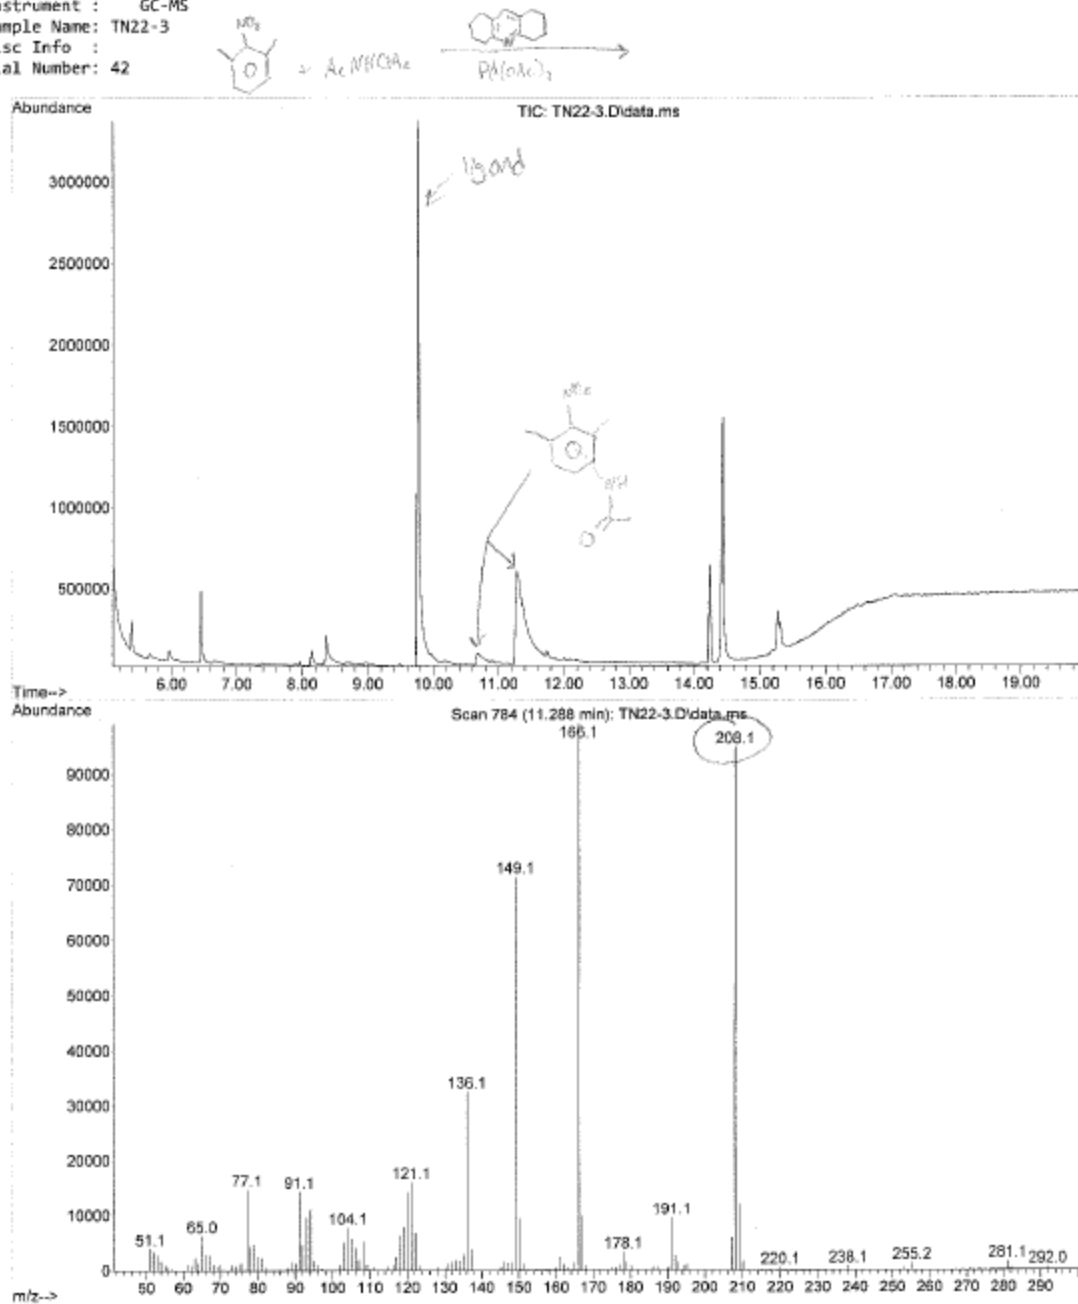 strument : GC-MS
mple Name: TN22-3
sc Info :
al Number: 42
NO2
Pd(OAc)2
Abundance
TIC: TN22-3.D\data.ms
3000000
ligand
2500000
2000000
1500000
NH
1000000
O
500000
6.00 7.00 8.00 9.00 10.00 11.00 12.00 13.00 14.00 15.00 16.00 17.00 18.00 19.00
Time-->
Abundance
Scan 784 (11.288 min): TN22-3.D\data.ms
166.1
208.1
90000
80000
149.1
70000
60000
50000
40000
136.1
30000
20000
77.1 91.1 121.1
10000
51.1 65.0 104.1 178.1 191.1 220.1 238.1 255.2 281.1 292.0
0
50 60 70 80 90 100 110 120 130 140 150 160 170 180 190 200 210 220 230 240 250 260 270 280 290
m/z-->